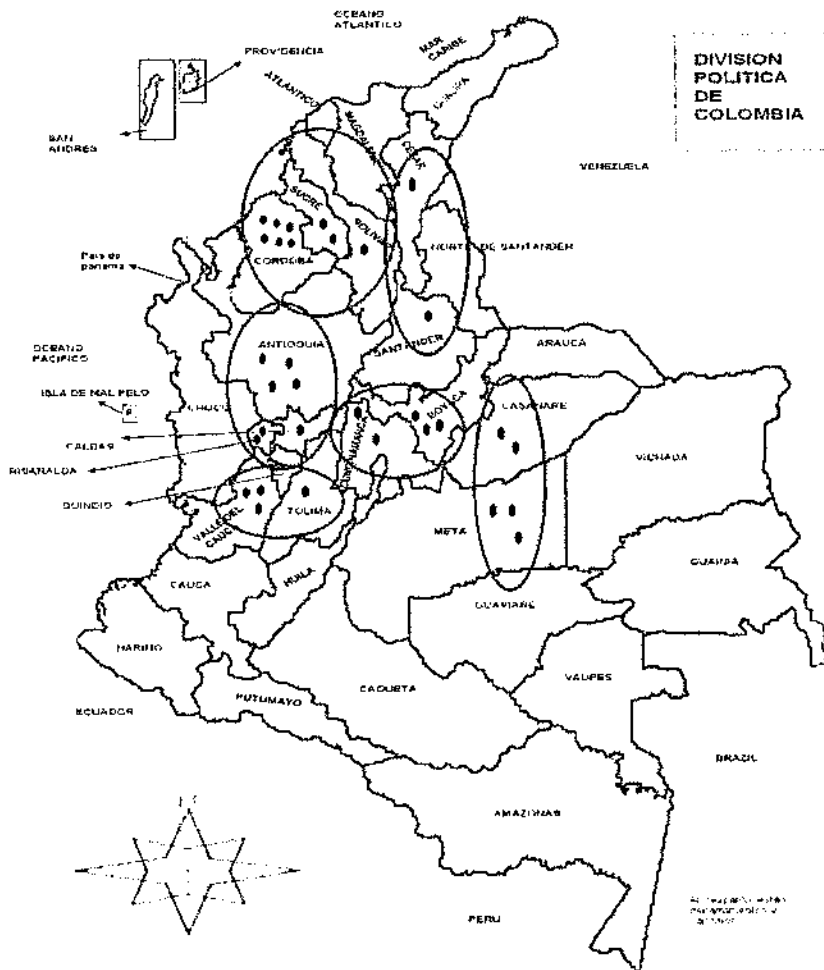 OCEANO
ATLANTICO
MAR
CARIBE
PROVIDENCIA
DIVISION
POLITICA
DE
COLOMBIA
ATLANTICO
GUAJIRA
MAGDALENA
SAN
ANDRES
CESAR
VENEZUELA
SUCRE
BOLIVAR
NORTE DE SANTANDER
Pais de
panama
CORDOBA
OCEANO
PACIFICO
ANTIOQUIA
SANTANDER
ARAUCA
ISLA DE MAL PELO
CHOCO
BOYACA
CASANARE
CALDAS
CUNDINAMARCA
VICHADA
RISARALDA
QUINDIO
TOLIMA
VALLE DEL
CAUCA
META
CAUCA
HUILA
GUAINIA
GUAVIARE
NARIÑO
VAUPES
CAQUETA
PUTUMAYO
ECUADOR
BRAZIL
AMAZONAS
PERU